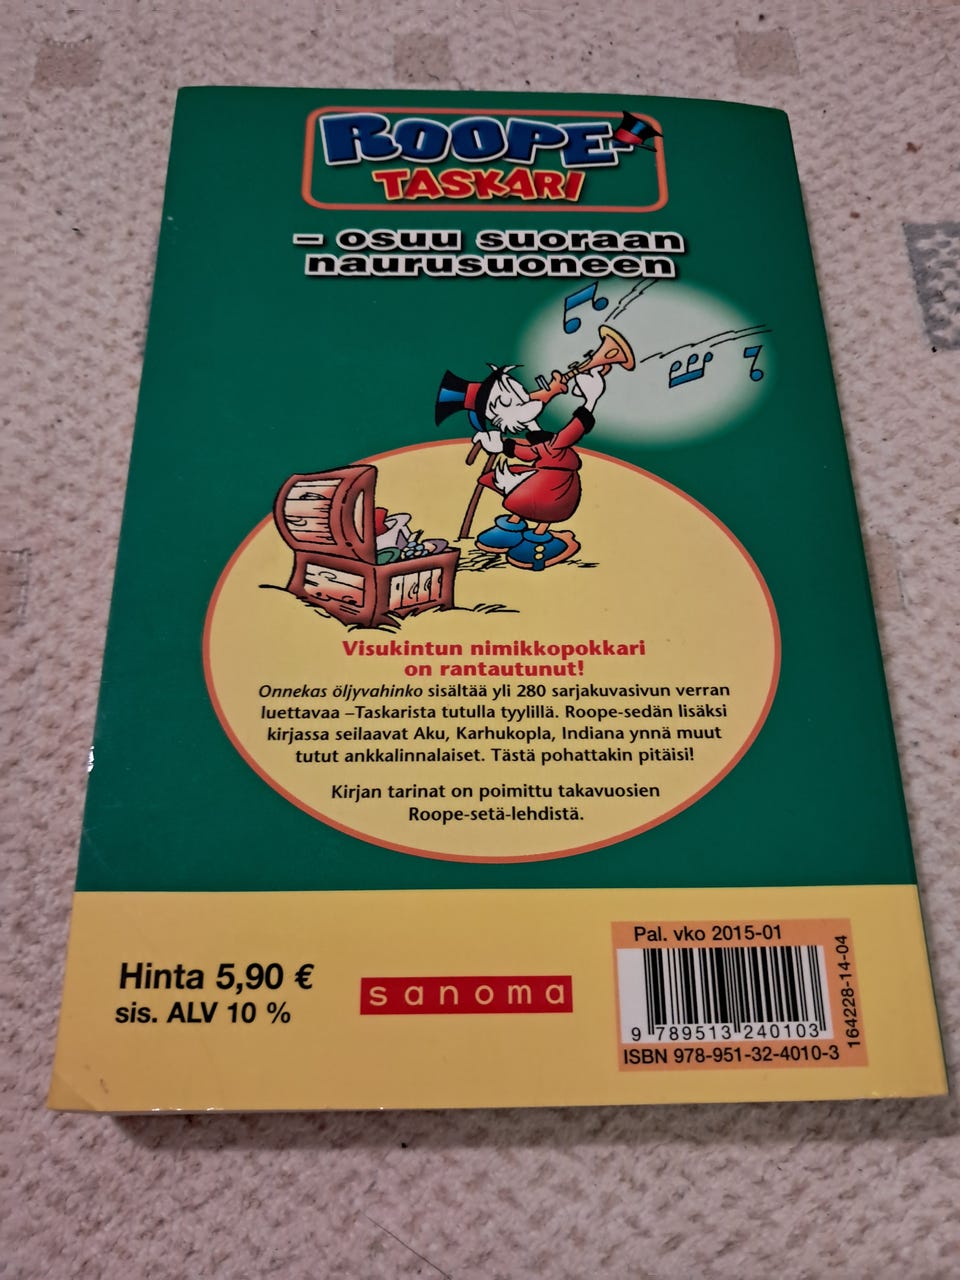 ROOPE-
TASKARI
– osuu suoraan
naurusuoneen
Visukintun nimikkopokkari
on rantautunut!
Onnekas öljyvahinko sisältää yli 280 sarjakuvasivun verran
luettavaa –Taskarista tutulla tyylillä. Roope-sedän lisäksi
kirjassa seilaavat Aku, Karhukopla, Indiana ynnä muut
tutut ankkalinnalaiset. Tästä pohattakin pitäisi!
Kirjan tarinat on poimittu takavuosien
Roope-setä-lehdistä.
Hinta 5,90 €
sis. ALV 10 %
sanoma
Pal. vko 2015-01
9 789513 240103
ISBN 978-951-32-4010-3
164228-14-04